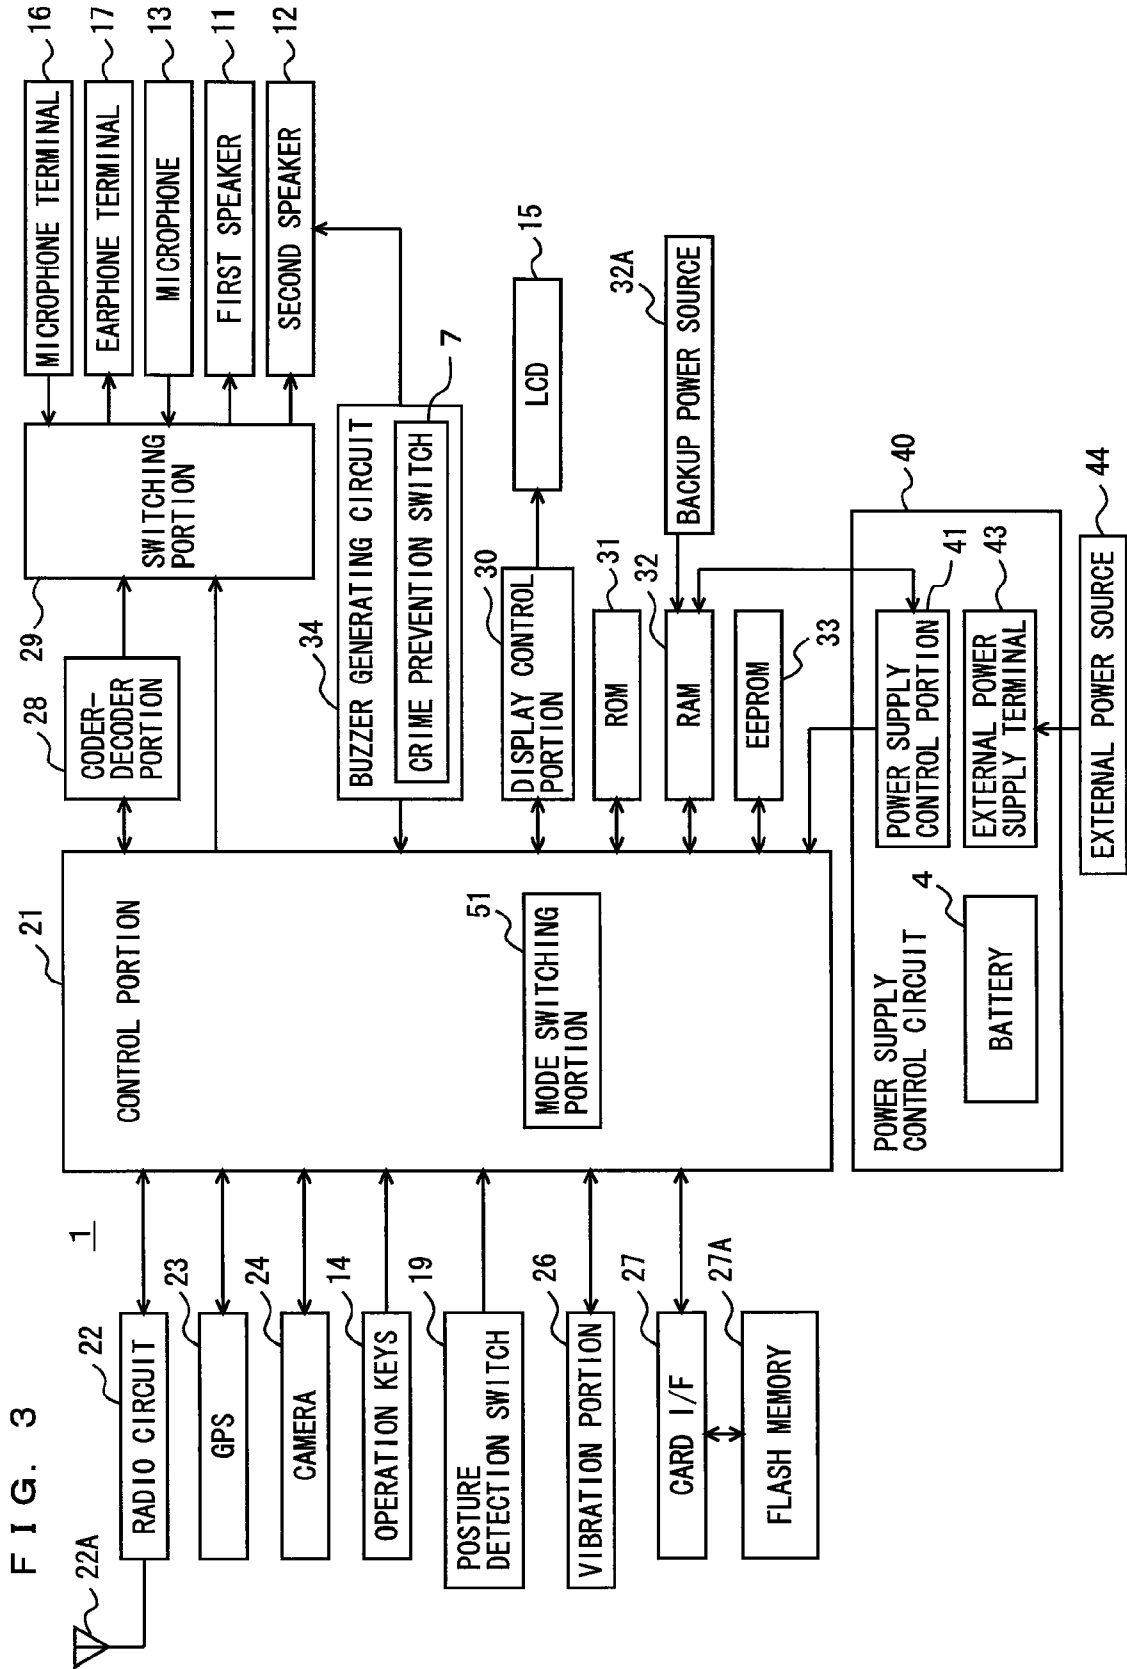 FIG. 3
1
22A
22
RADIO CIRCUIT
23
GPS
24
CAMERA
14
OPERATION KEYS
19
POSTURE
DETECTION SWITCH
26
VIBRATION PORTION
27
CARD I/F
27A
FLASH MEMORY
21
CONTROL PORTION
51
MODE SWITCHING
PORTION
28
CODER-
DECODER
PORTION
29
SWITCHING
PORTION
16
MICROPHONE TERMINAL
17
EARPHONE TERMINAL
13
MICROPHONE
11
FIRST SPEAKER
12
SECOND SPEAKER
34
BUZZER GENERATING CIRCUIT
7
CRIME PREVENTION SWITCH
30
DISPLAY CONTROL
PORTION
15
LCD
31
ROM
32
RAM
32A
BACKUP POWER SOURCE
33
EEPROM
40
POWER SUPPLY
CONTROL CIRCUIT
4
BATTERY
41
POWER SUPPLY
CONTROL PORTION
43
EXTERNAL POWER
SUPPLY TERMINAL
44
EXTERNAL POWER SOURCE